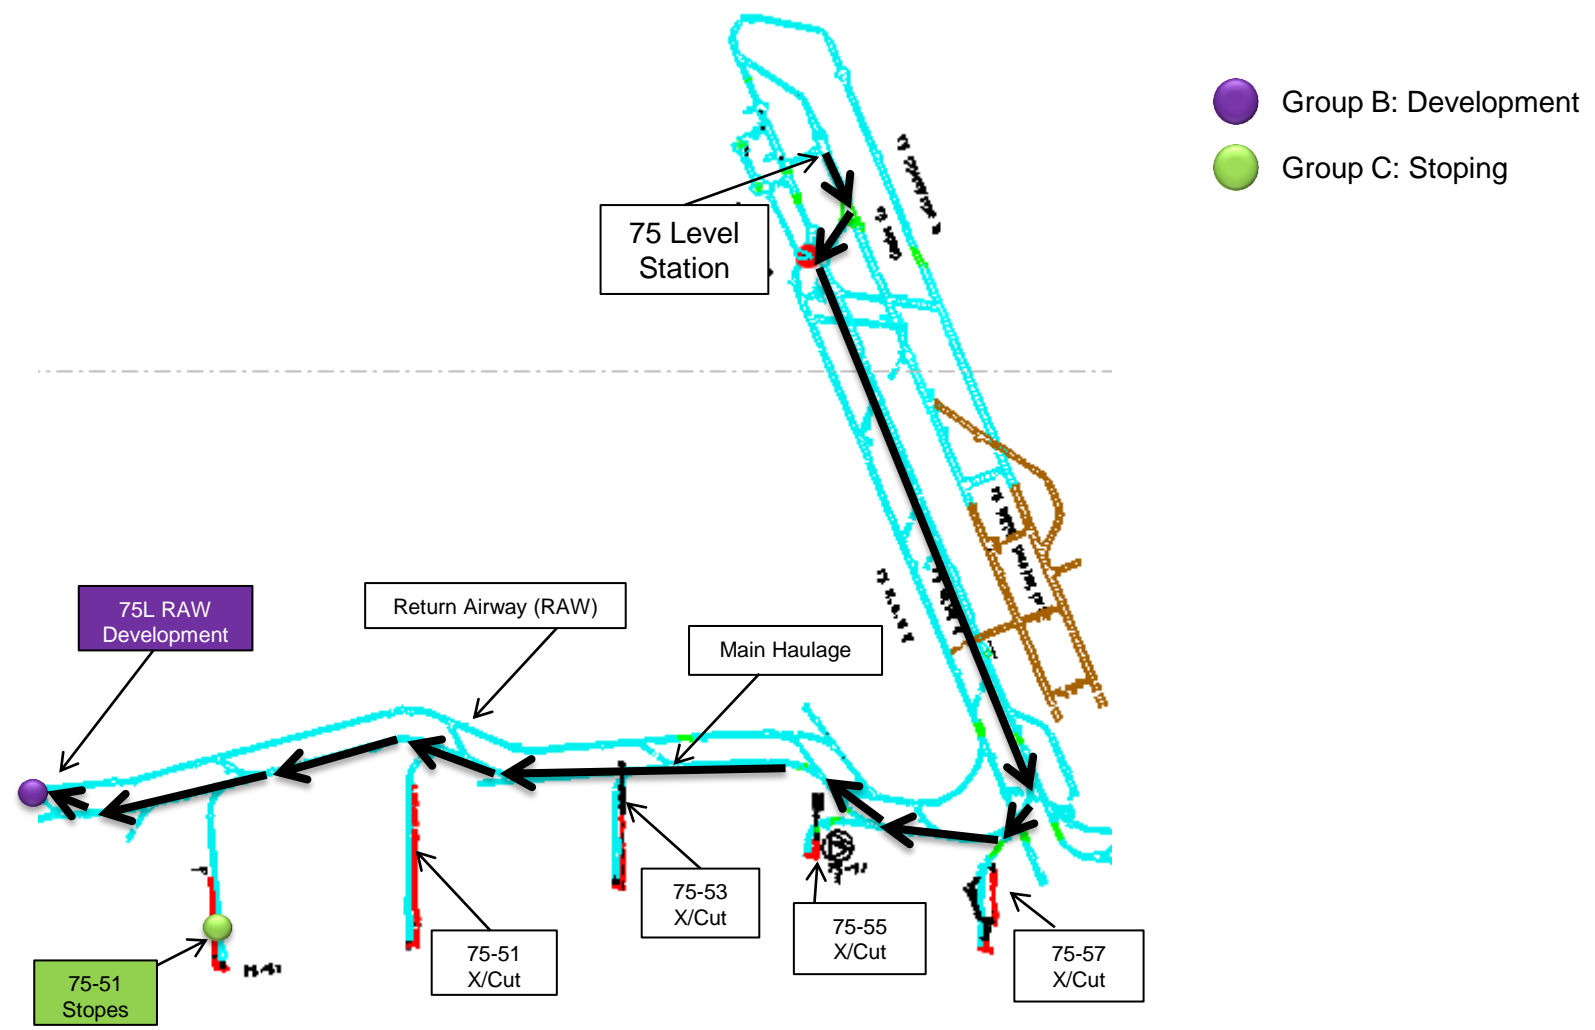 Group B: Development
Group C: Stoping
75 Level
Station
75L RAW
Development
Return Airway (RAW)
Main Haulage
75-53
X/Cut
75-55
X/Cut
75-51
X/Cut
75-57
X/Cut
75-51
Stopes